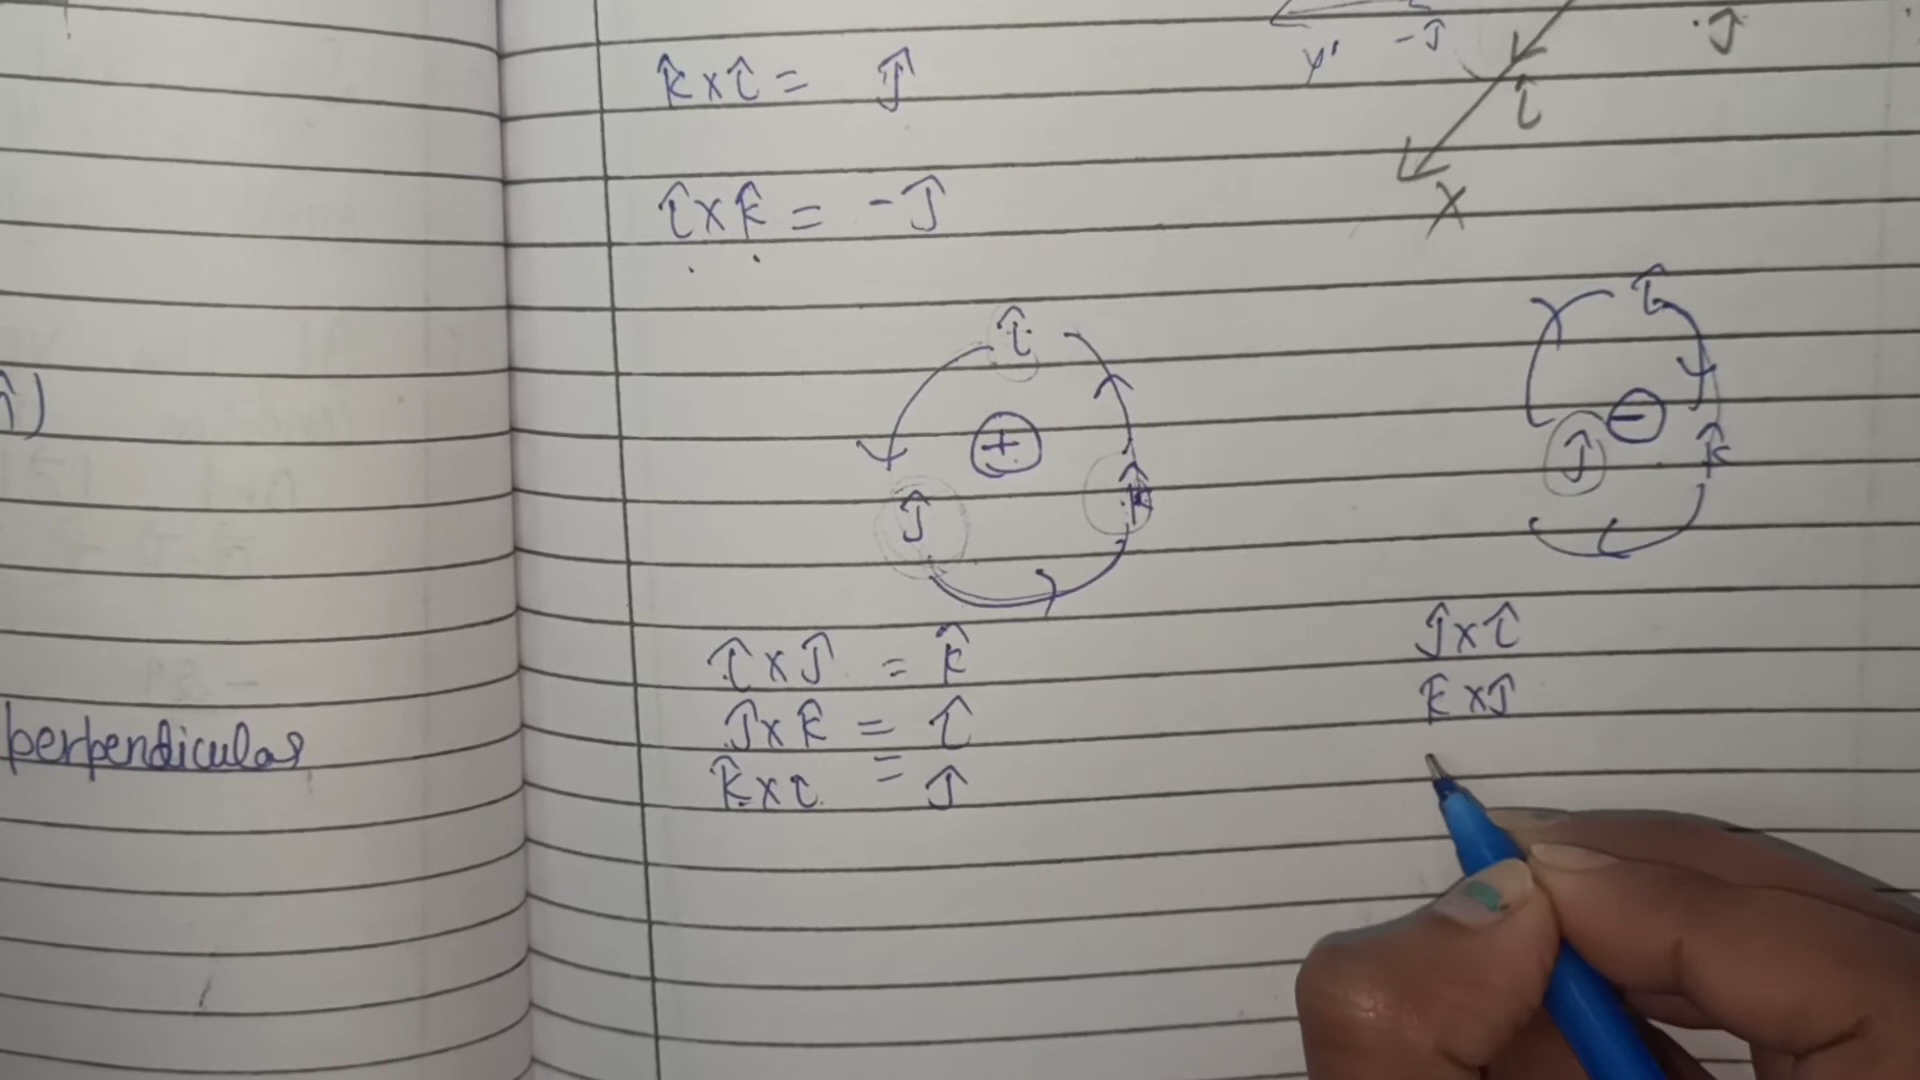 k̂ × î = ĵ
î × k̂ = -ĵ
Y' -ĵ
ĵ
î
X
î
+
ĵ k̂
î
-
ĵ k̂
î × ĵ = k̂
ĵ × k̂ = î
k̂ × î = ĵ
ĵ × î
k̂ × ĵ
perpendicular